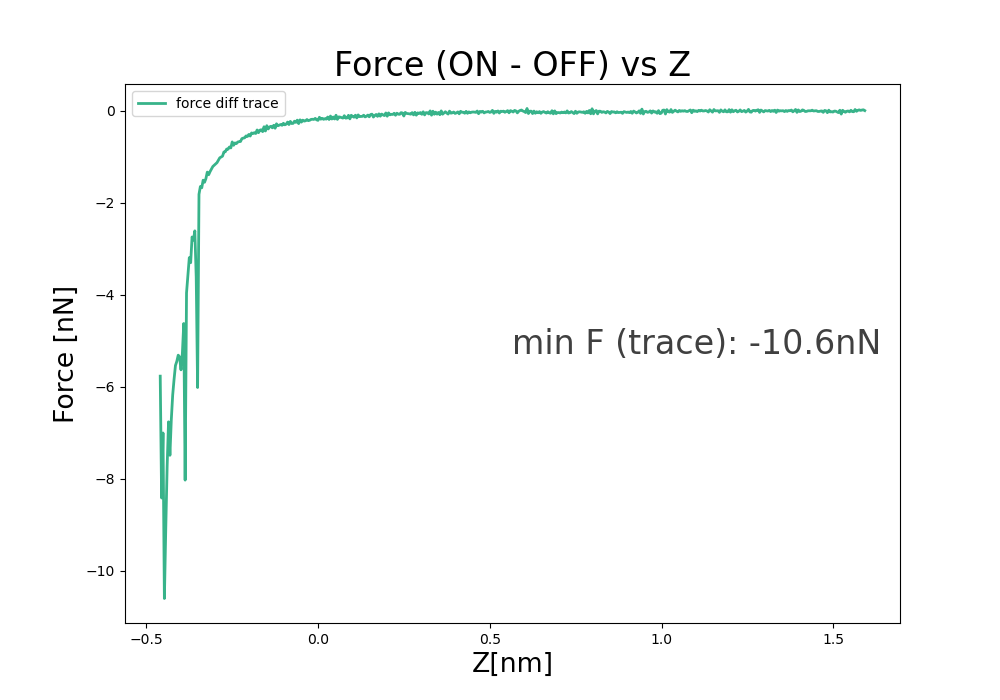 Force (ON - OFF) vs Z
force diff trace
0
−2
−4
−6
−8
−10
Force [nN]
min F (trace): -10.6nN
−0.5
0.0
0.5
1.0
1.5
Z[nm]